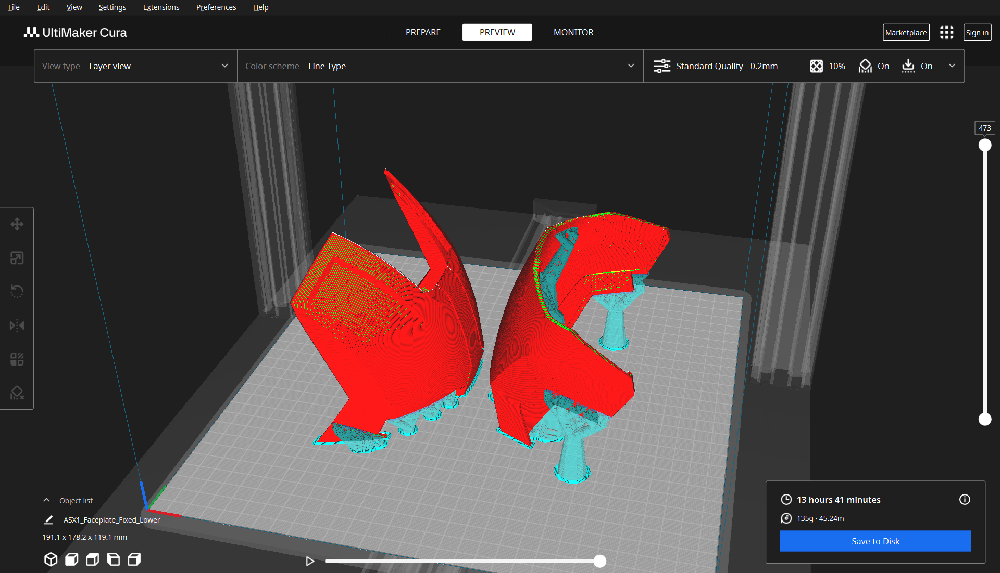 File Edit View Settings Extensions Preferences Help
UltiMaker Cura
PREPARE PREVIEW MONITOR
Marketplace Sign in
View type Layer view Color scheme Line Type Standard Quality - 0.2mm 10% On On
473
Object list
ASX1_Faceplate_Fixed_Lower
191.1 x 178.2 x 119.1 mm
13 hours 41 minutes
135g · 45.24m
Save to Disk